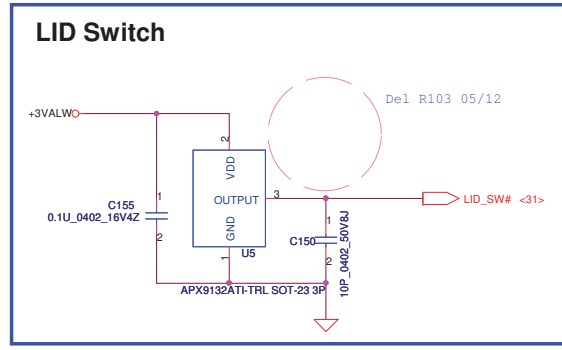 LID Switch
Del R103 05/12
+3VALW
2
VDD
OUTPUT
3
LID_SW# <31>
1
C155
0.1U_0402_16V4Z
2
GND
1
U5
1
C150
2
10P_0402_50V8J
APX9132ATI-TRL SOT-23 3P